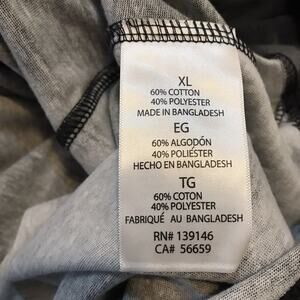 XL
60% COTTON
40% POLYESTER
MADE IN BANGLADESH
EG
60% ALGODÓN
40% POLIÉSTER
HECHO EN BANGLADESH
TG
60% COTON
40% POLYESTER
FABRIQUÉ AU BANGLADESH
RN# 139146
CA# 56659